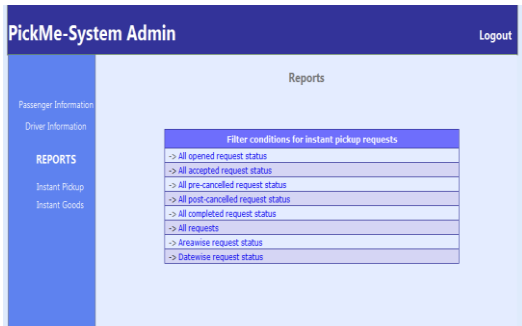 PickMe-System Admin
Logout
Reports
Passenger Information
Driver Information
REPORTS
Instant Pickup
Instant Goods
Filter conditions for instant pickup requests
-> All opened request status
-> All accepted request status
-> All pre-cancelled request status
-> All post-cancelled request status
-> All completed request status
-> All requests
-> Areawise request status
-> Datewise request status